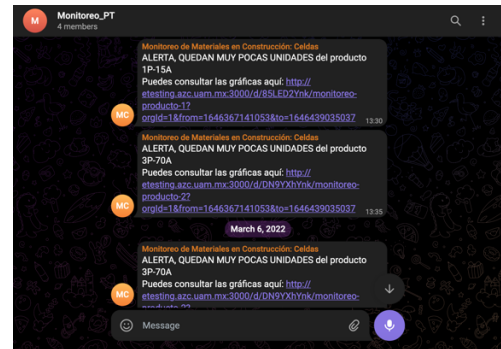 M
Monitoreo_PT
4 members
Monitoreo de Materiales en Construcción: Celdas
ALERTA, QUEDAN MUY POCAS UNIDADES del producto
1P-15A
Puedes consultar las gráficas aquí: http://
etesting.azc.uam.mx:3000/d/85LED2Ynk/monitoreo-
producto-1?
orgId=1&from=1646367141053&to=1646439035037
13:30
MC
Monitoreo de Materiales en Construcción: Celdas
ALERTA, QUEDAN MUY POCAS UNIDADES del producto
3P-70A
Puedes consultar las gráficas aquí: http://
etesting.azc.uam.mx:3000/d/DN9YXhYnk/monitoreo-
producto-2?
orgId=1&from=1646367141053&to=1646439035037
13:35
MC
March 6, 2022
Monitoreo de Materiales en Construcción: Celdas
ALERTA, QUEDAN MUY POCAS UNIDADES del producto
3P-70A
Puedes consultar las gráficas aquí: http://
etesting.azc.uam.mx:3000/d/DN9YXhYnk/monitoreo-
producto-2?
MC
Message